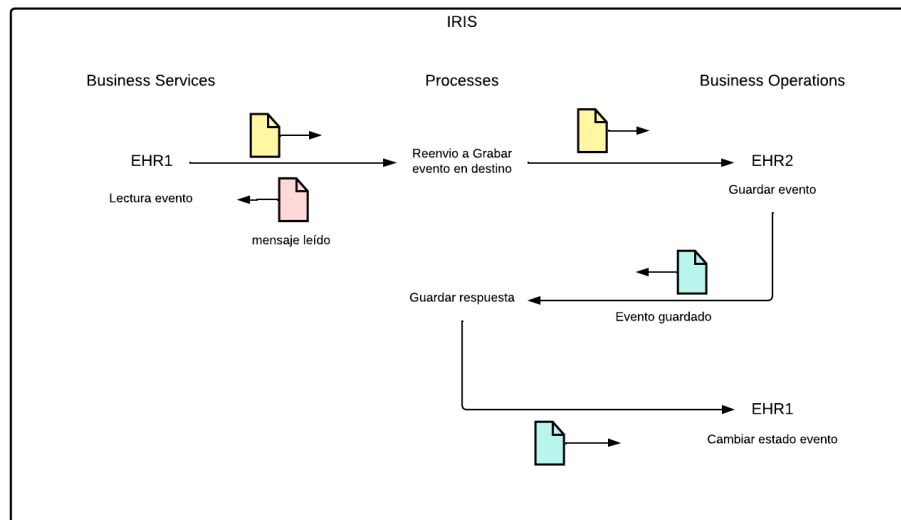 IRIS
Business Services
Processes
Business Operations
EHR1
Reenvio a Grabar
evento en destino
EHR2
Lectura evento
Guardar evento
mensaje leído
Guardar respuesta
Evento guardado
EHR1
Cambiar estado evento